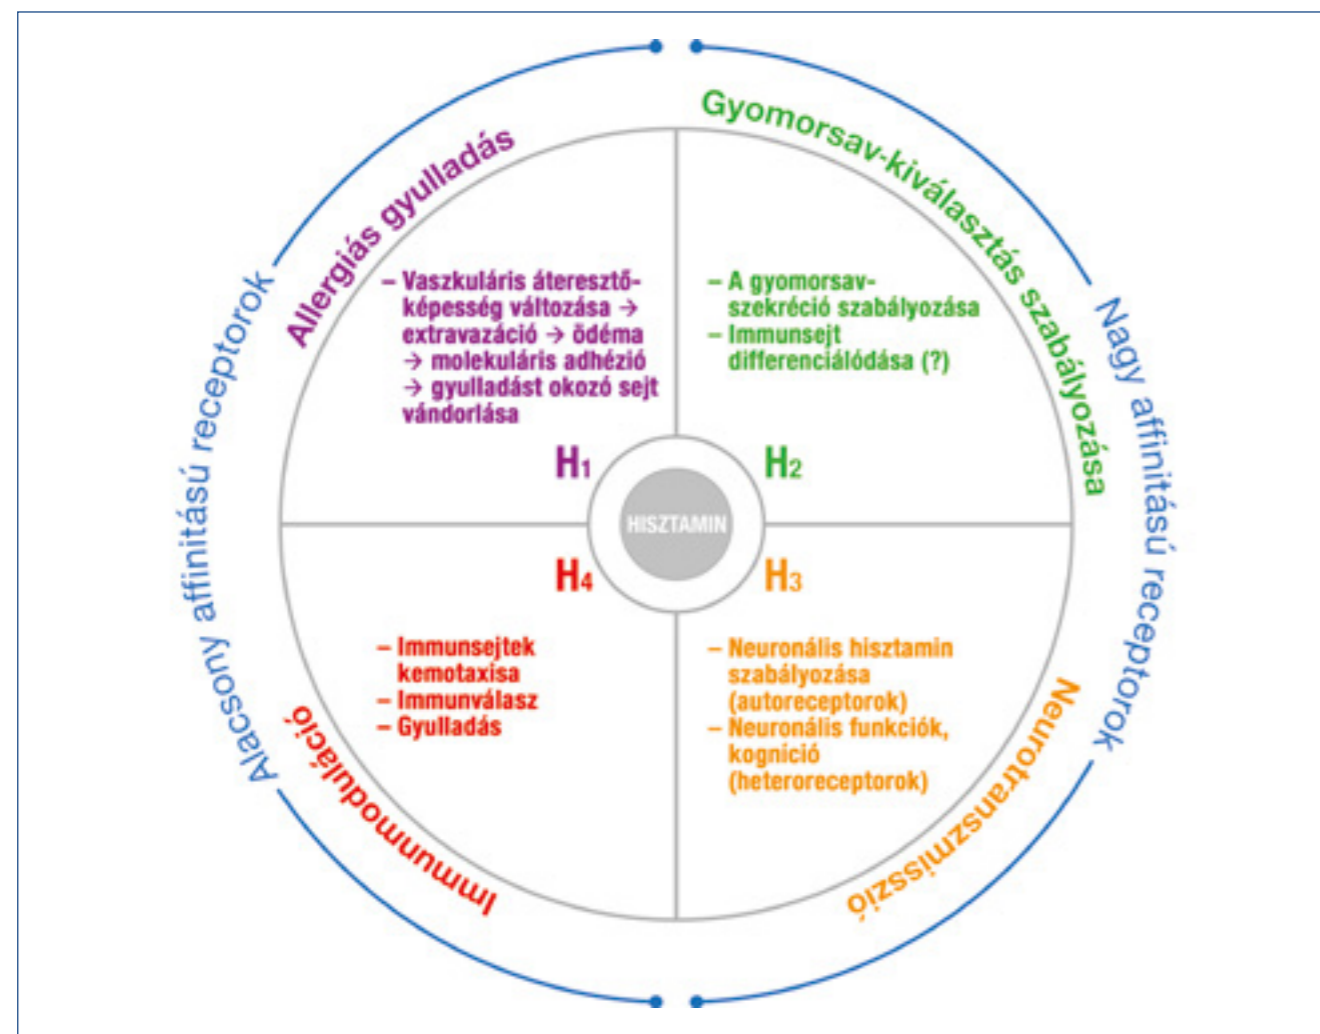 Alacsony affinitású receptorok
Nagy affinitású receptorok
Allergiás gyulladás
– Vaszkuláris áteresztő-
képesség változása →
extravazáció → ödéma
→ molekuláris adhézió
→ gyulladást okozó sejt
vándorlása
H1
Gyomorsav-kiválasztás szabályozása
– A gyomorsav-
szekréció szabályozása
– Immunsejt
differenciálódása (?)
H2
HISZTAMIN
H4
– Immunsejtek
kemotaxisa
– Immunválasz
– Gyulladás
Immunmoduláció
H3
– Neuronális hisztamin
szabályozása
(autoreceptorok)
– Neuronális funkciók,
kogníció
(heteroreceptorok)
Neurotranszmisszió